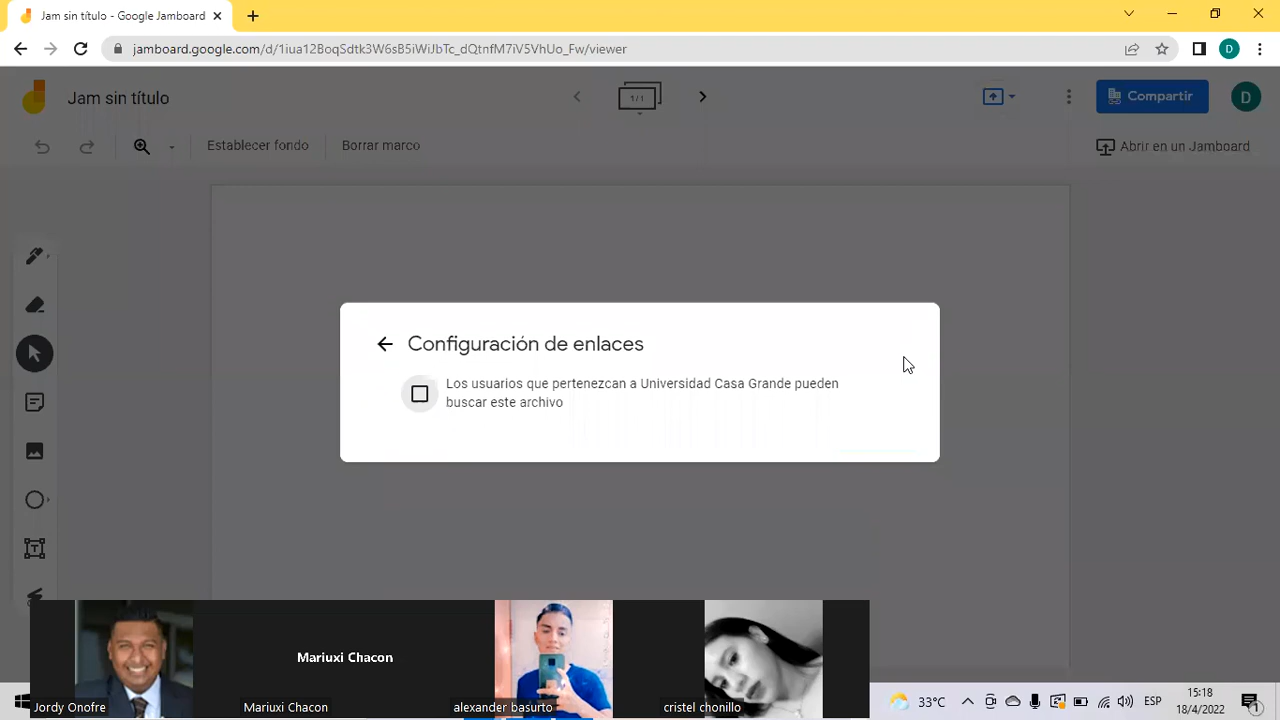 Jam sin título - Google Jamboard
jamboard.google.com/d/1iua12BoqSdtk3W6sB5iWiJbTc_dQtnfM7iV5VhUo_Fw/viewer
D
Jam sin título
1/1
Compartir
D
Establecer fondo
Borrar marco
Abrir en un Jamboard
Configuración de enlaces
Los usuarios que pertenezcan a Universidad Casa Grande pueden
buscar este archivo
Mariuxi Chacon
Jordy Onofre
Mariuxi Chacon
alexander basurto
cristel chonillo
33°C
ESP
15:18
18/4/2022
1